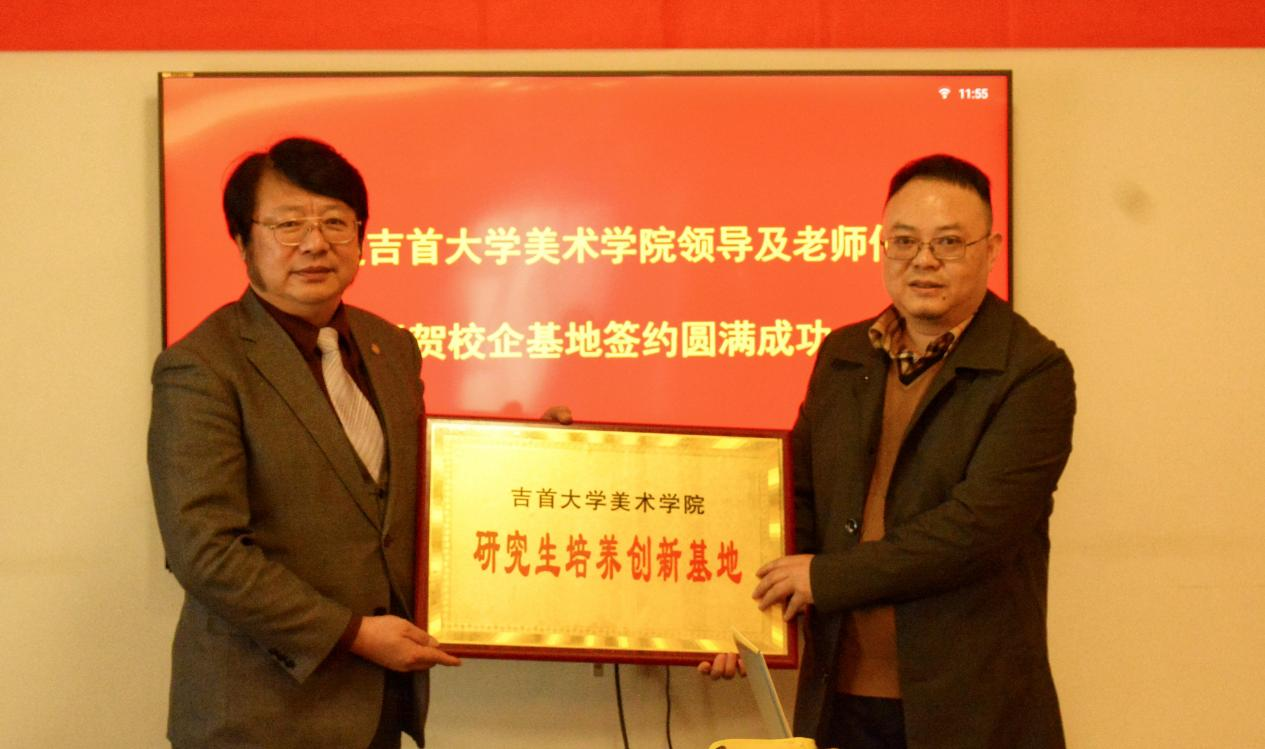 11:55
吉首大学美术学院领导及老师
贺校企基地签约圆满成功
吉首大学美术学院
研究生培养创新基地